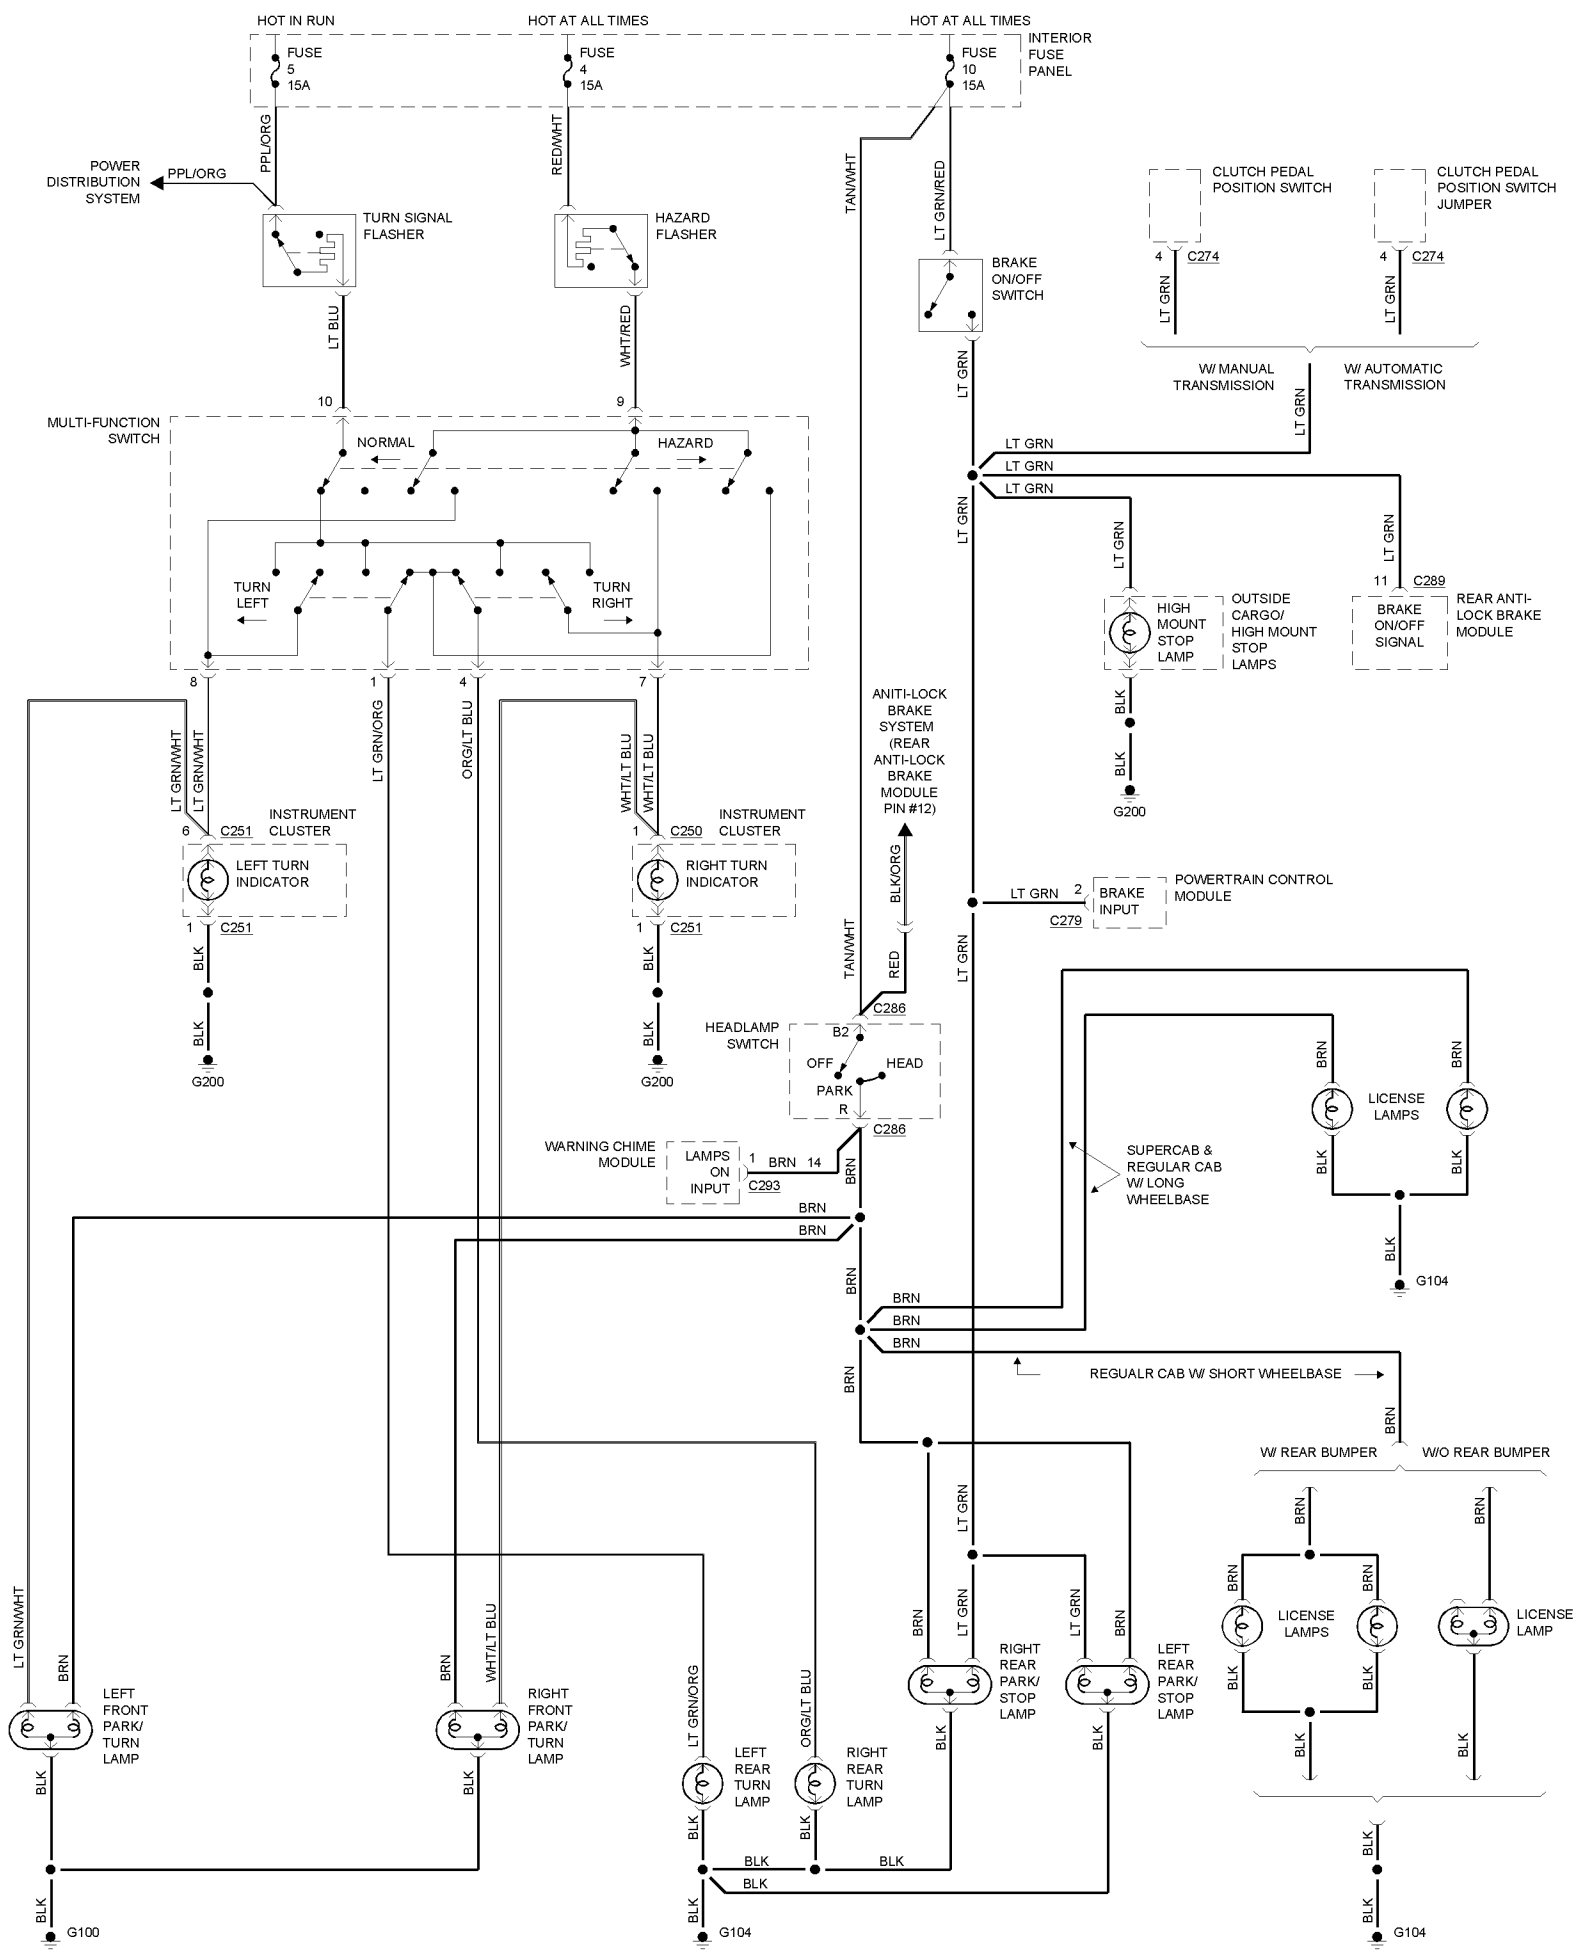 HOT IN RUN
HOT AT ALL TIMES
HOT AT ALL TIMES
FUSE
5
15A
FUSE
4
15A
FUSE
10
15A
INTERIOR
FUSE
PANEL
PPL/ORG
RED/WHT
TAN/WHT
LT GRN/RED
POWER
DISTRIBUTION
SYSTEM
PPL/ORG
TURN SIGNAL
FLASHER
HAZARD
FLASHER
BRAKE
ON/OFF
SWITCH
CLUTCH PEDAL
POSITION SWITCH
CLUTCH PEDAL
POSITION SWITCH
JUMPER
4
C274
4
C274
LT GRN
LT GRN
LT BLU
WHT/RED
LT GRN
W/ MANUAL
TRANSMISSION
W/ AUTOMATIC
TRANSMISSION
LT GRN
10
9
MULTI-FUNCTION
SWITCH
NORMAL
HAZARD
LT GRN
LT GRN
LT GRN
LT GRN
LT GRN
LT GRN
TURN
LEFT
TURN
RIGHT
11
C289
HIGH
MOUNT
STOP
LAMP
OUTSIDE
CARGO/
HIGH MOUNT
STOP
LAMPS
BRAKE
ON/OFF
SIGNAL
REAR ANTI-
LOCK BRAKE
MODULE
8
1
4
7
LT GRN/WHT
LT GRN/WHT
LT GRN/ORG
ORG/LT BLU
WHT/LT BLU
WHT/LT BLU
ANITI-LOCK
BRAKE
SYSTEM
(REAR
ANTI-LOCK
BRAKE
MODULE
PIN #12)
BLK
BLK
G200
6
C251
INSTRUMENT
CLUSTER
LEFT TURN
INDICATOR
1
C251
1
C250
INSTRUMENT
CLUSTER
RIGHT TURN
INDICATOR
1
C251
BLK/ORG
LT GRN
2
BRAKE
INPUT
C279
POWERTRAIN CONTROL
MODULE
BLK
BLK
G200
BLK
BLK
G200
TAN/WHT
RED
LT GRN
C286
HEADLAMP
SWITCH
B2
OFF
HEAD
PARK
R
C286
BRN
BRN
LICENSE
LAMPS
BLK
BLK
BLK
G104
WARNING CHIME
MODULE
LAMPS
ON
INPUT
1
BRN
14
C293
BRN
SUPERCAB &
REGULAR CAB
W/ LONG
WHEELBASE
BRN
BRN
BRN
BRN
BRN
BRN
BRN
REGUALR CAB W/ SHORT WHEELBASE
BRN
W/ REAR BUMPER
W/O REAR BUMPER
LT GRN
BRN
BRN
BRN
BRN
LICENSE
LAMPS
LICENSE
LAMP
BLK
BLK
BLK
BLK
LT GRN/WHT
BRN
BRN
WHT/LT BLU
LT GRN/ORG
ORG/LT BLU
BRN
LT GRN
LT GRN
BRN
RIGHT
REAR
PARK/
STOP
LAMP
LEFT
REAR
PARK/
STOP
LAMP
LEFT
FRONT
PARK/
TURN
LAMP
RIGHT
FRONT
PARK/
TURN
LAMP
LEFT
REAR
TURN
LAMP
RIGHT
REAR
TURN
LAMP
BLK
BLK
BLK
BLK
BLK
BLK
BLK
BLK
BLK
BLK
G100
BLK
G104
BLK
BLK
G104